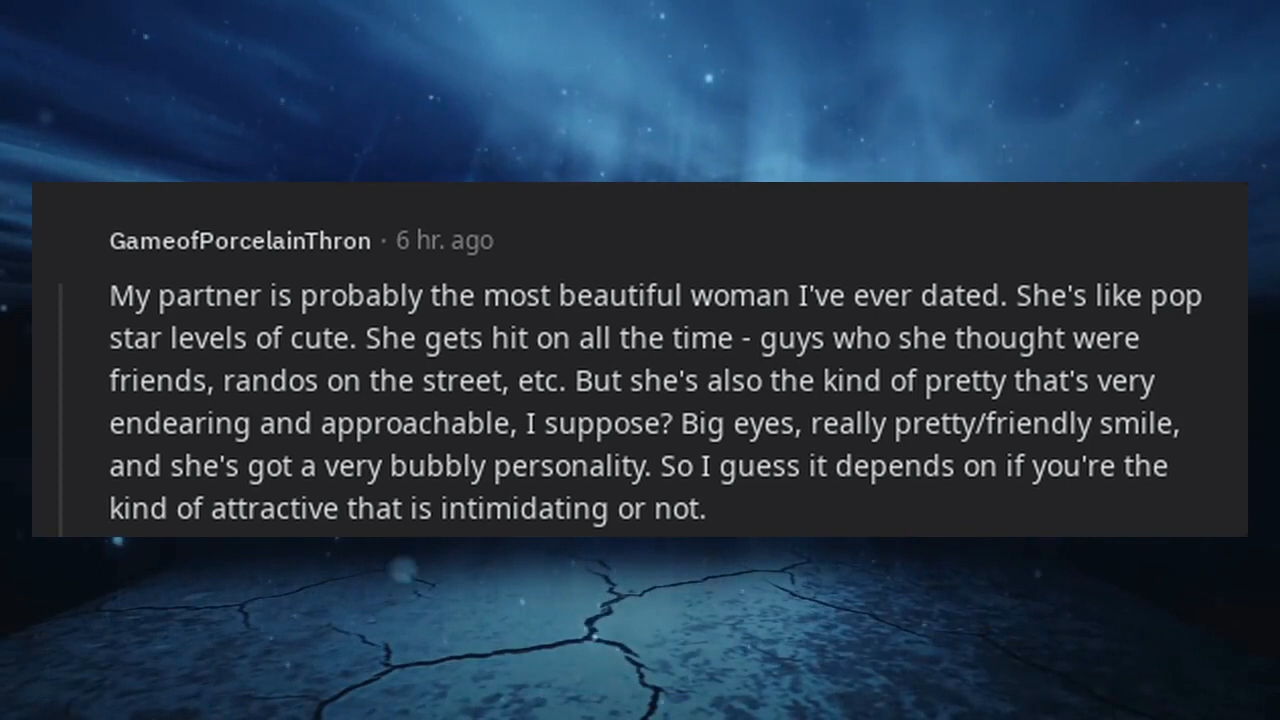 GameofPorcelainThron · 6 hr. ago
My partner is probably the most beautiful woman I've ever dated. She's like pop
star levels of cute. She gets hit on all the time - guys who she thought were
friends, randos on the street, etc. But she's also the kind of pretty that's very
endearing and approachable, I suppose? Big eyes, really pretty/friendly smile,
and she's got a very bubbly personality. So I guess it depends on if you're the
kind of attractive that is intimidating or not.